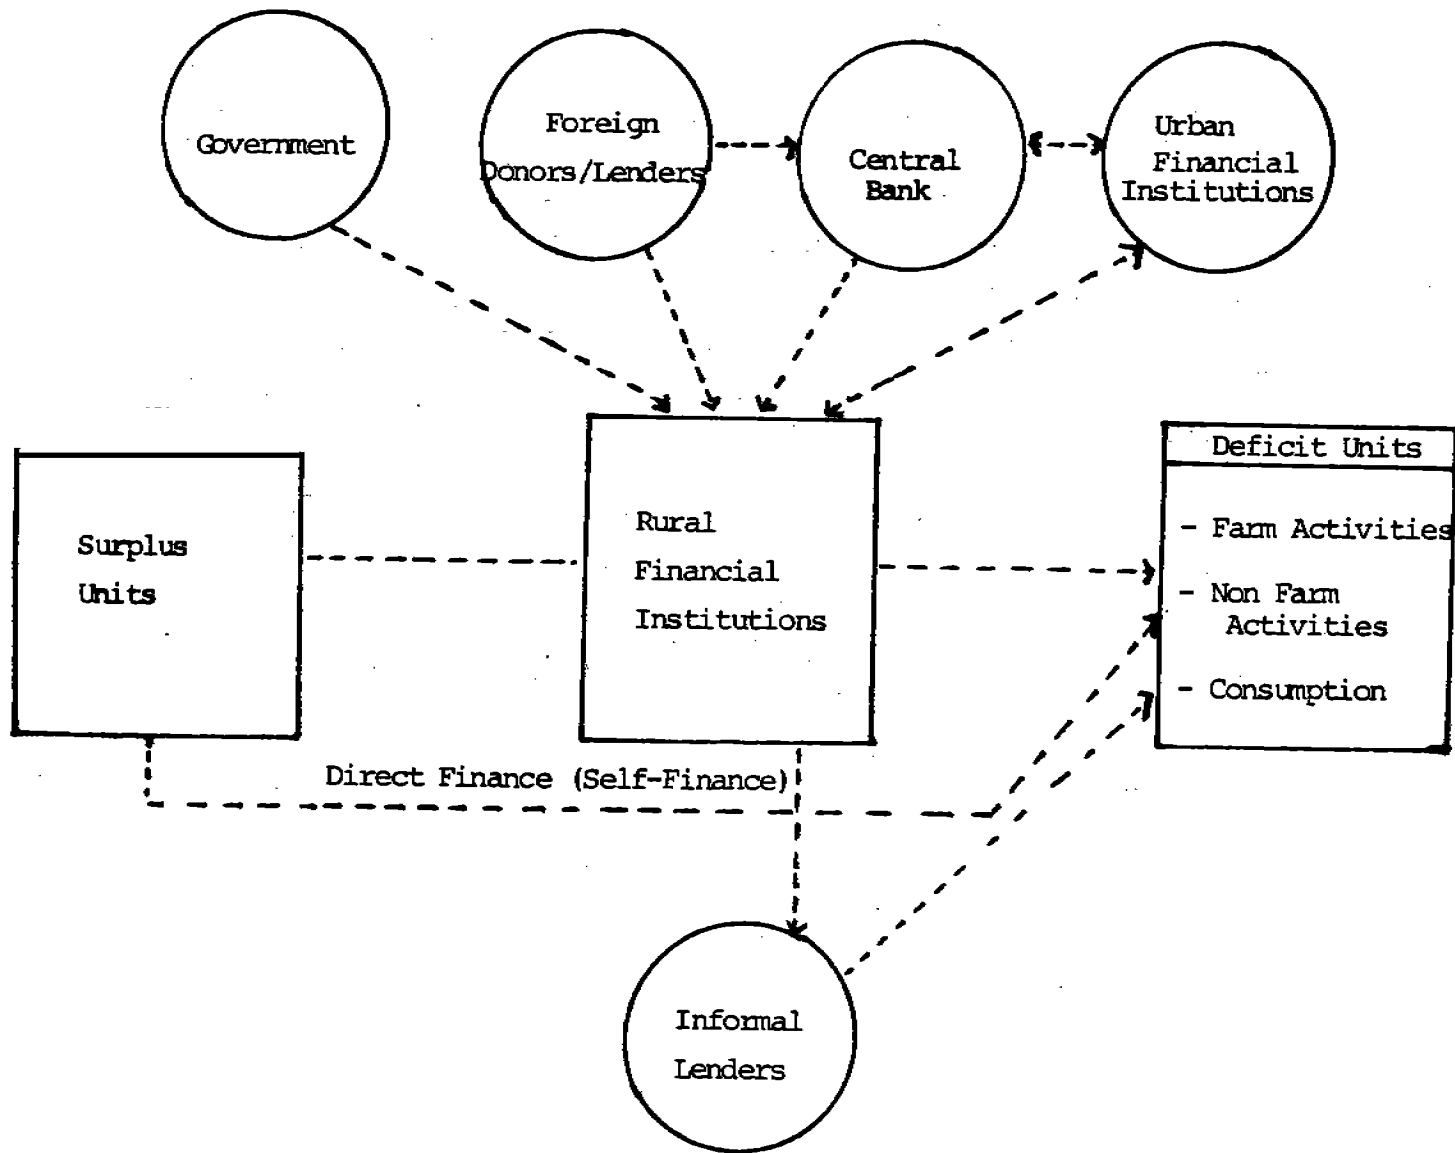 Government
Foreign
Donors/Lenders
Central
Bank
Urban
Financial
Institutions
Surplus
Units
Rural
Financial
Institutions
Deficit Units
- Farm Activities
- Non Farm
Activities
- Consumption
Direct Finance (Self-Finance)
Informal
Lenders